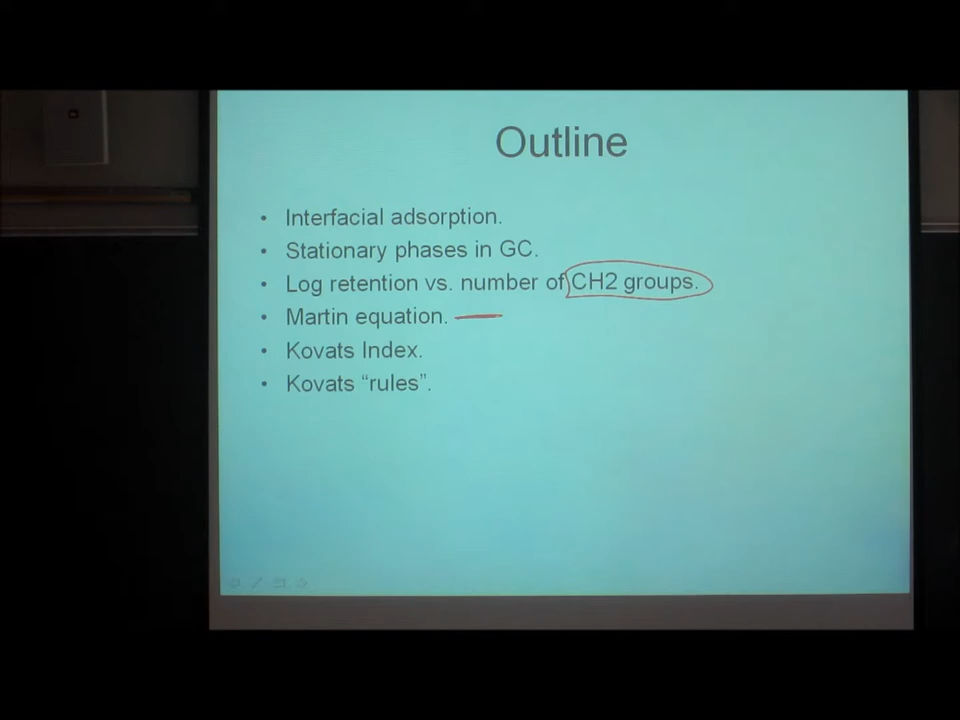 Outline
• Interfacial adsorption.
• Stationary phases in GC.
• Log retention vs. number of CH2 groups.
• Martin equation.
• Kovats Index.
• Kovats “rules”.